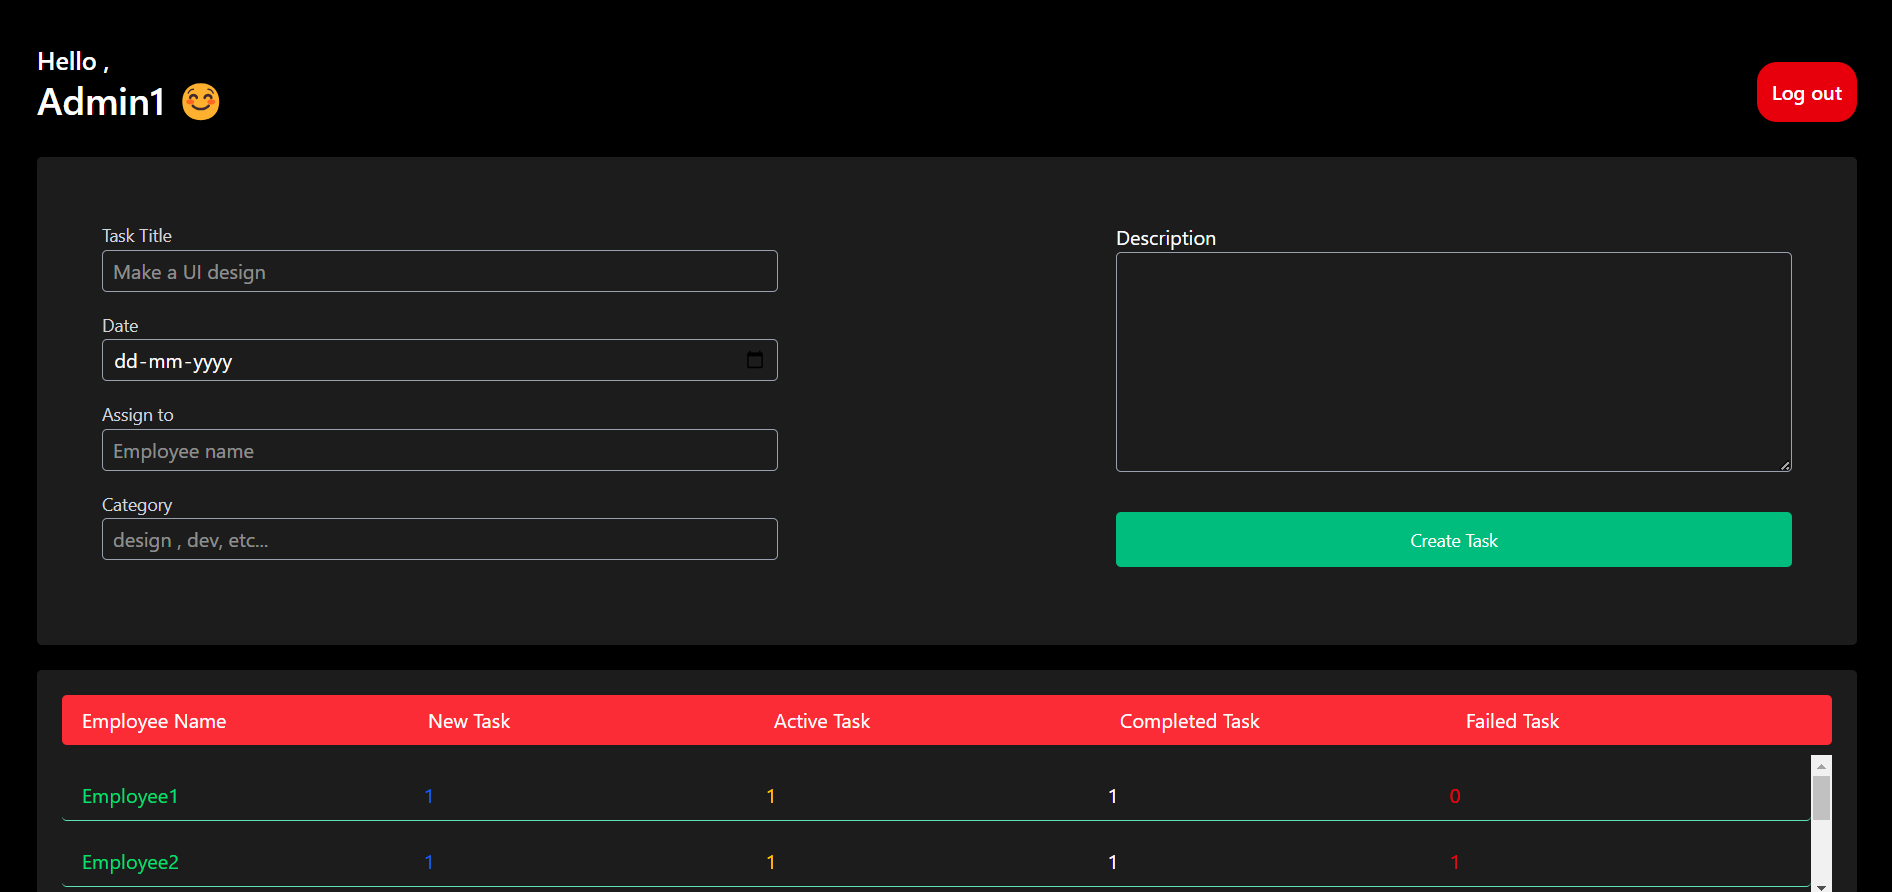 Hello ,
Admin1 😊
Log out
Task Title
Make a UI design
Date
dd-mm-yyyy
Assign to
Employee name
Category
design , dev, etc...
Description
Create Task
Employee Name New Task Active Task Completed Task Failed Task
Employee1 1 1 1 0
Employee2 1 1 1 1